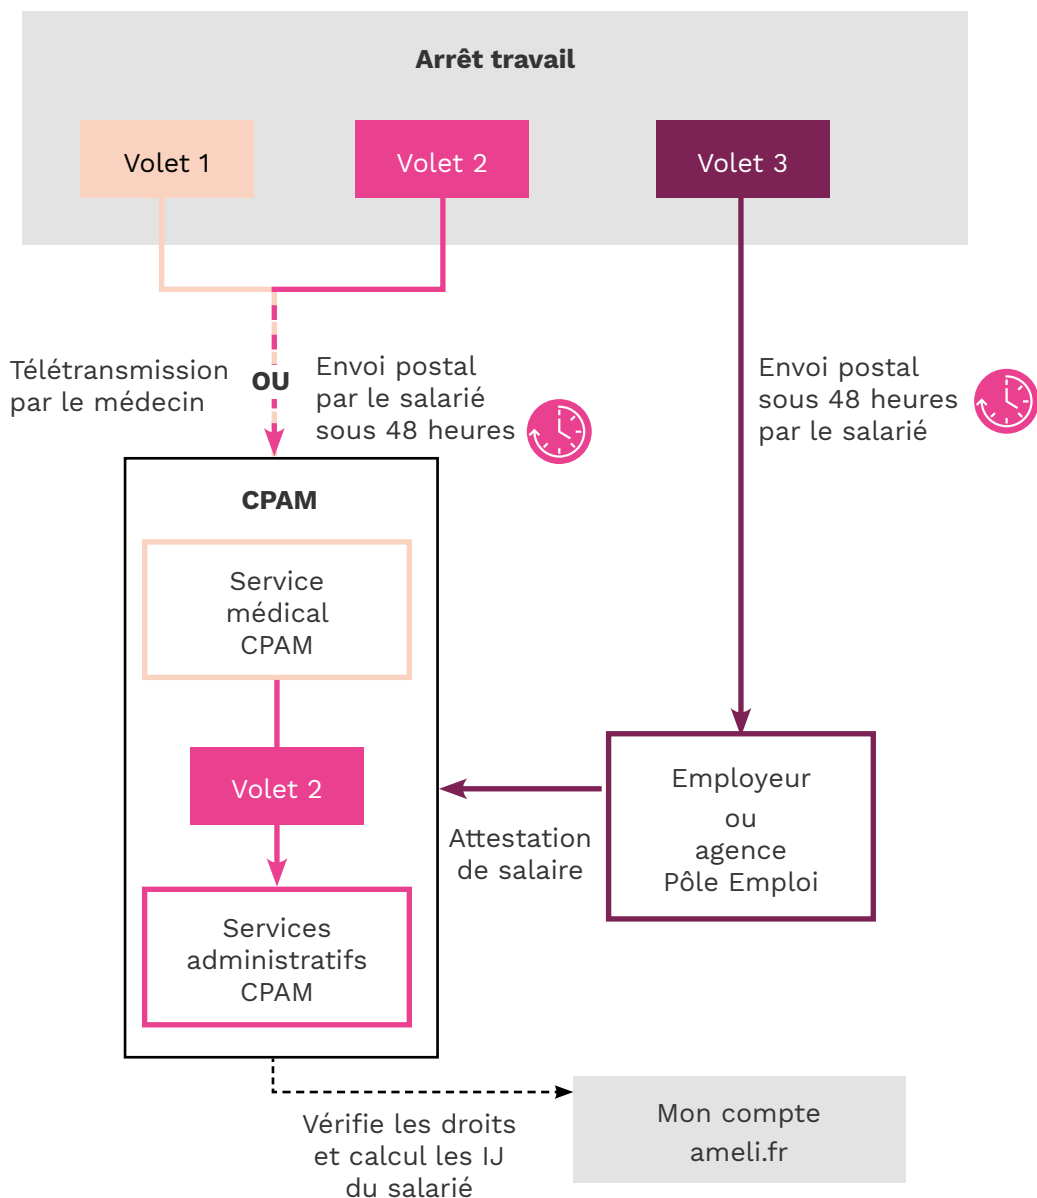 Arrêt travail
Volet 1
Volet 2
Volet 3
Télétransmission
par le médecin
OU
Envoi postal
par le salarié
sous 48 heures
Envoi postal
sous 48 heures
par le salarié
CPAM
Service
médical
CPAM
Volet 2
Services
administratifs
CPAM
Attestation
de salaire
Employeur
ou
agence
Pôle Emploi
Vérifie les droits
et calcul les IJ
du salarié
Mon compte
ameli.fr